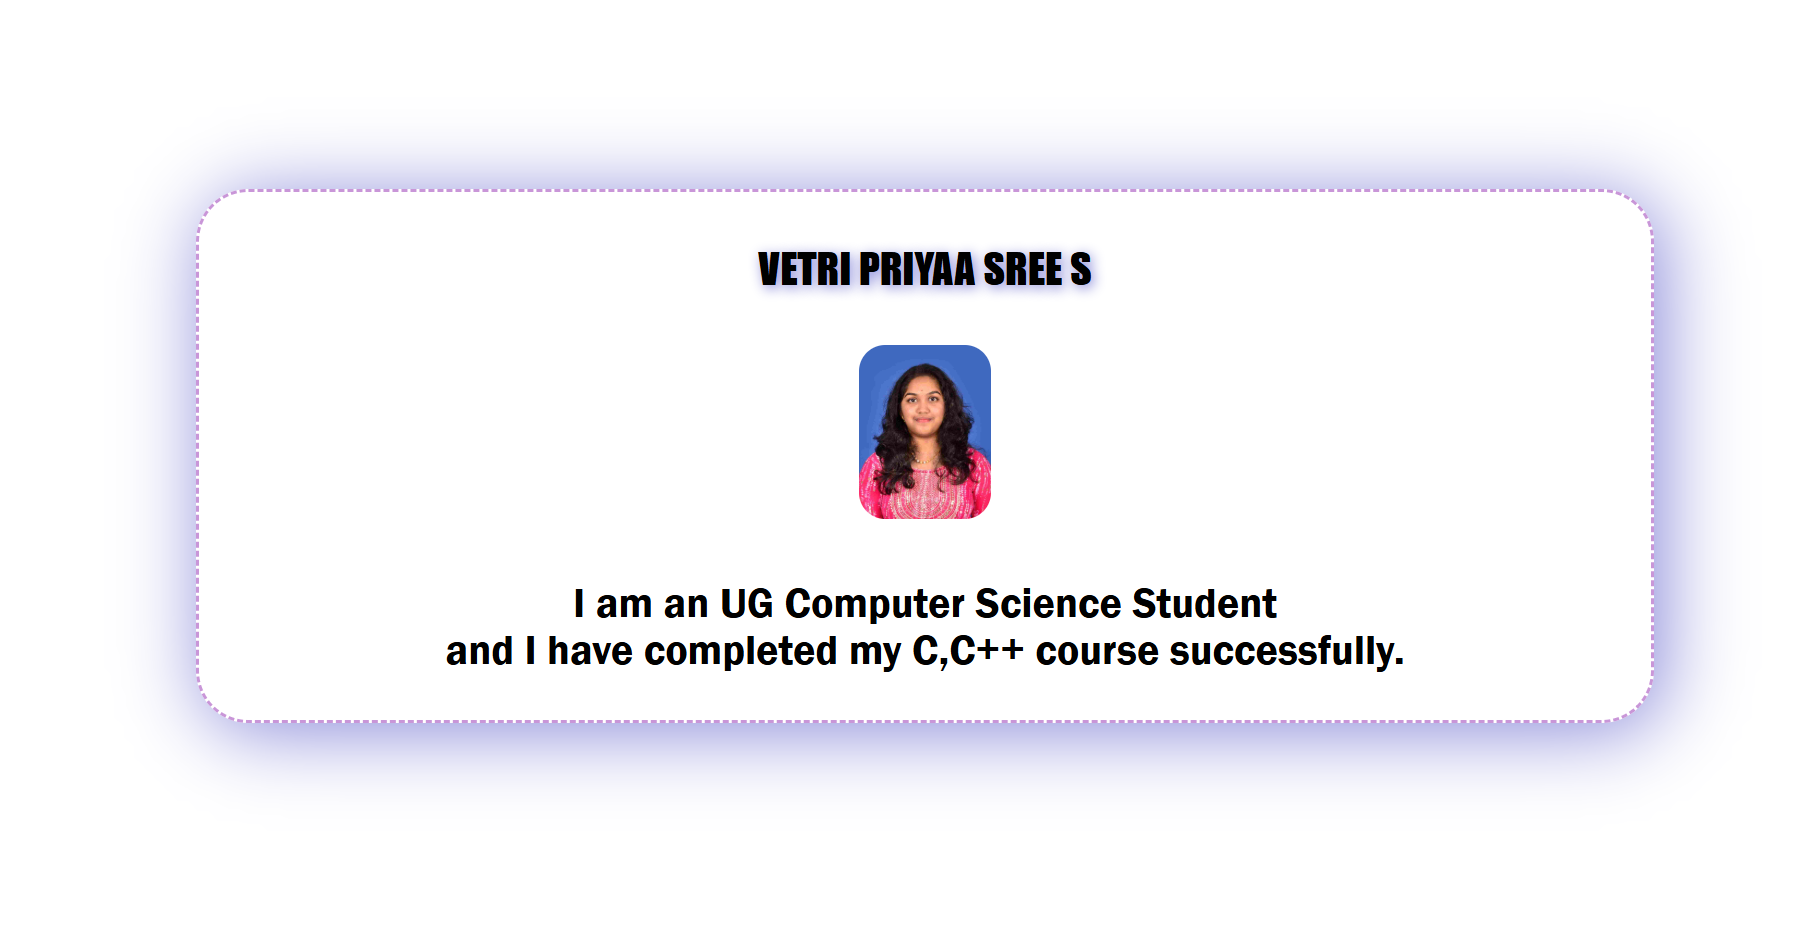 VETRI PRIYAA SREE S
I am an UG Computer Science Student
and I have completed my C,C++ course successfully.